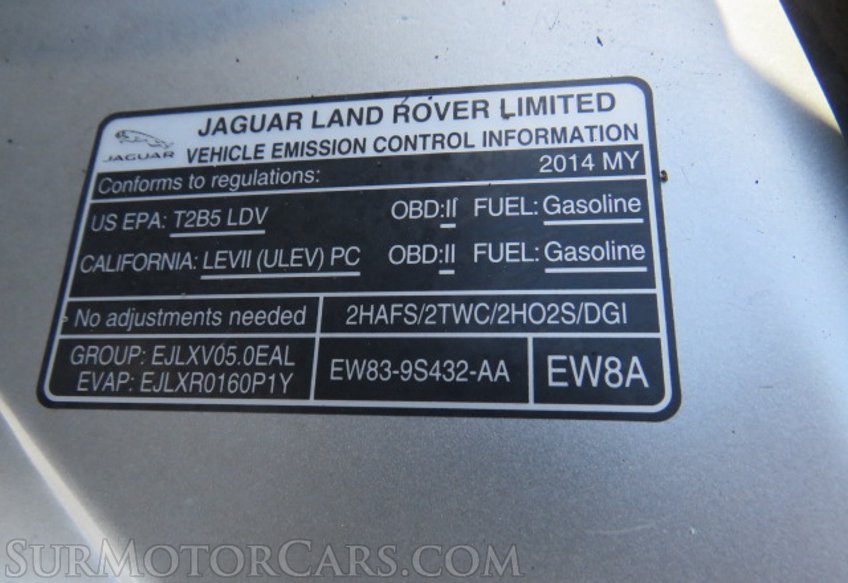 JAGUAR LAND ROVER LIMITED
JAGUAR
VEHICLE EMISSION CONTROL INFORMATION
Conforms to regulations: 2014 MY
US EPA: T2B5 LDV OBD:II FUEL: Gasoline
CALIFORNIA: LEVII (ULEV) PC OBD:II FUEL: Gasoline
No adjustments needed 2HAFS/2TWC/2HO2S/DGI
GROUP: EJLXV05.0EAL
EVAP: EJLXR0160P1Y
EW83-9S432-AA
EW8A
SURMOTORCARS.COM